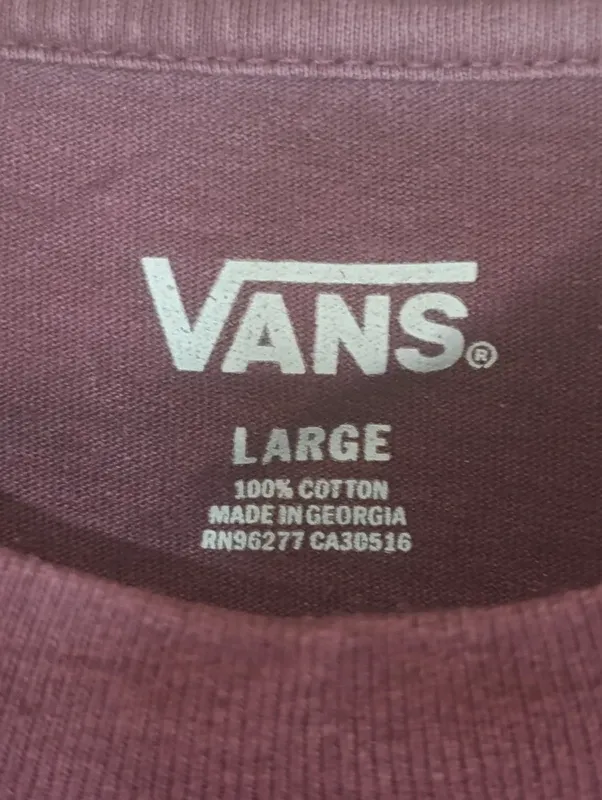 VANS®
LARGE
100% COTTON
MADE IN GEORGIA
RN96277 CA30516